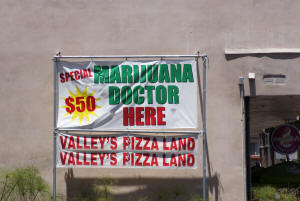 SPECIAL MARIJUANA
$50 DOCTOR
HERE
VALLEY'S PIZZA LAND
VALLEY'S PIZZA LAND